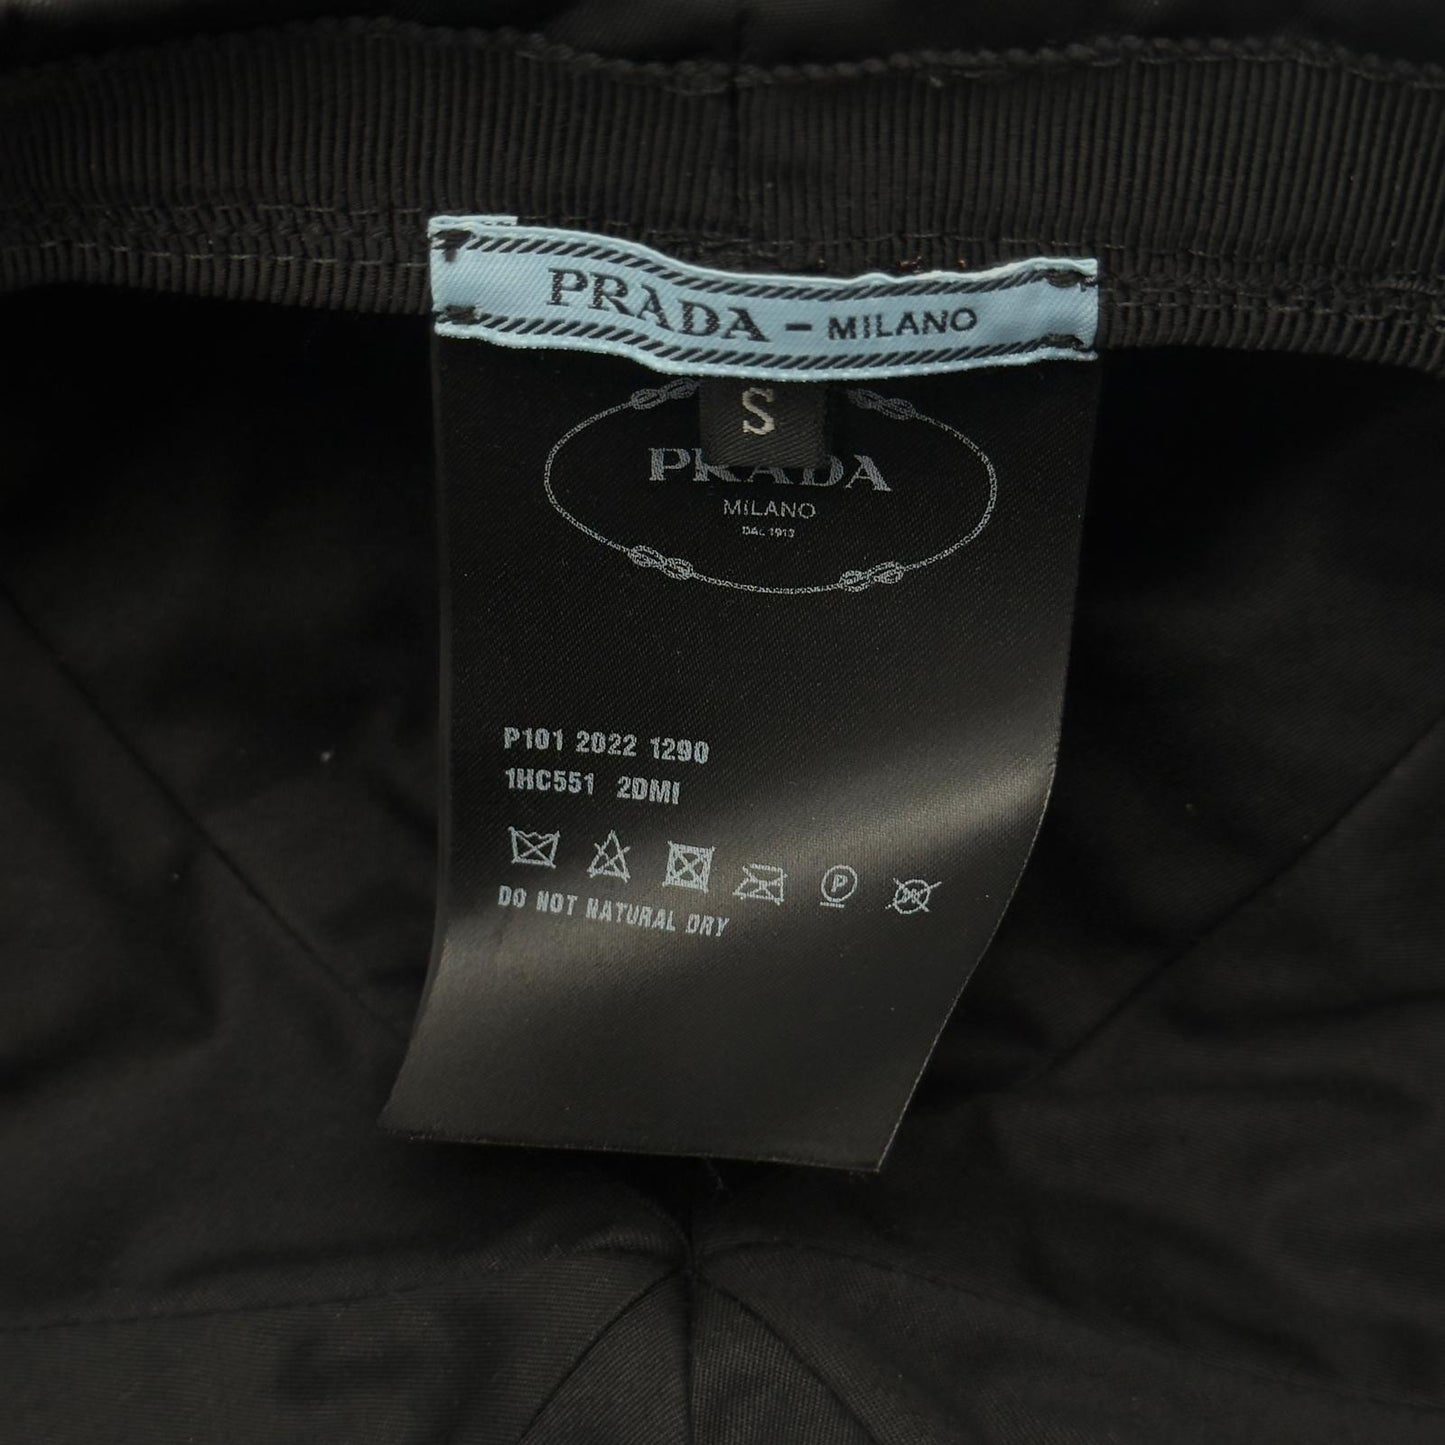 PRADA - MILANO
S
PRADA
MILANO
DAL 1913
P101 2022 1290
1HC551 2DMI
P
DO NOT NATURAL DRY